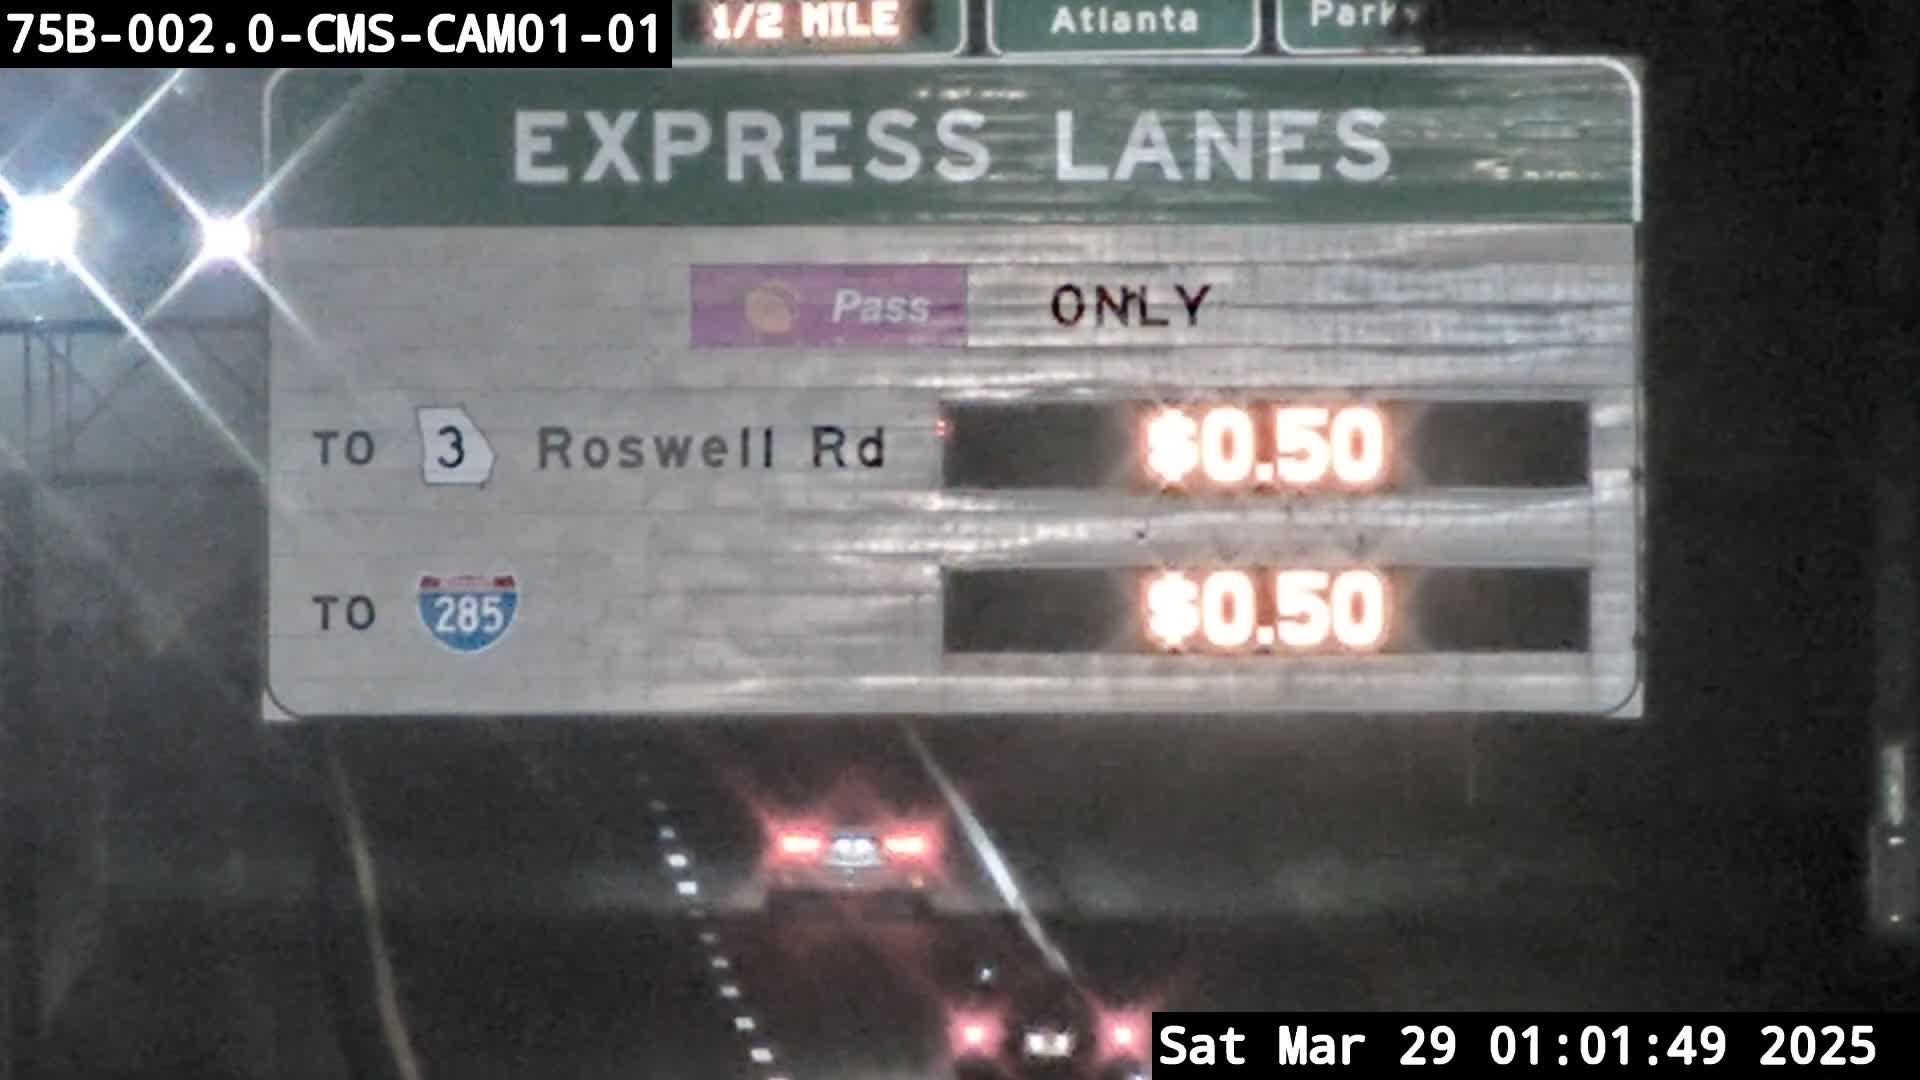 75B-002.0-CMS-CAM01-01
1/2 MILE
Atlanta
EXPRESS LANES
Pass ONLY
TO 3 Roswell Rd $0.50
TO 285 $0.50
Sat Mar 29 01:01:49 2025